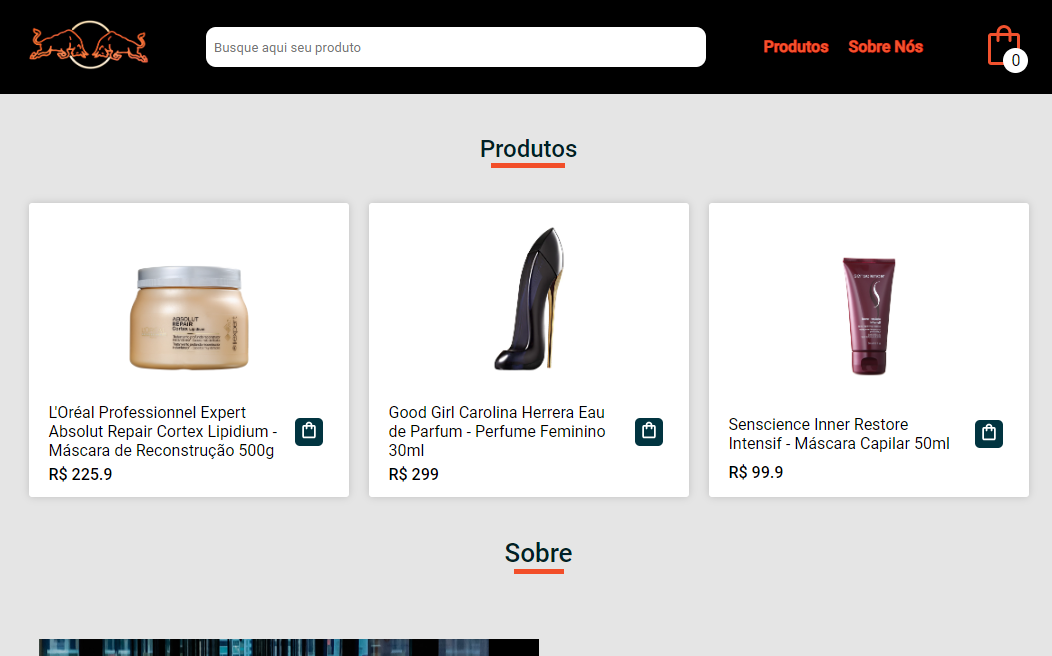 Busque aqui seu produto
Produtos
Sobre Nós
0
Produtos
ABSOLUT
REPAIR
Cortex Lipidium
L'Oréal Professionnel Expert
Absolut Repair Cortex Lipidium -
Máscara de Reconstrução 500g
R$ 225.9
Good Girl Carolina Herrera Eau
de Parfum - Perfume Feminino
30ml
R$ 299
Senscience Inner Restore
Intensif - Máscara Capilar 50ml
R$ 99.9
Sobre